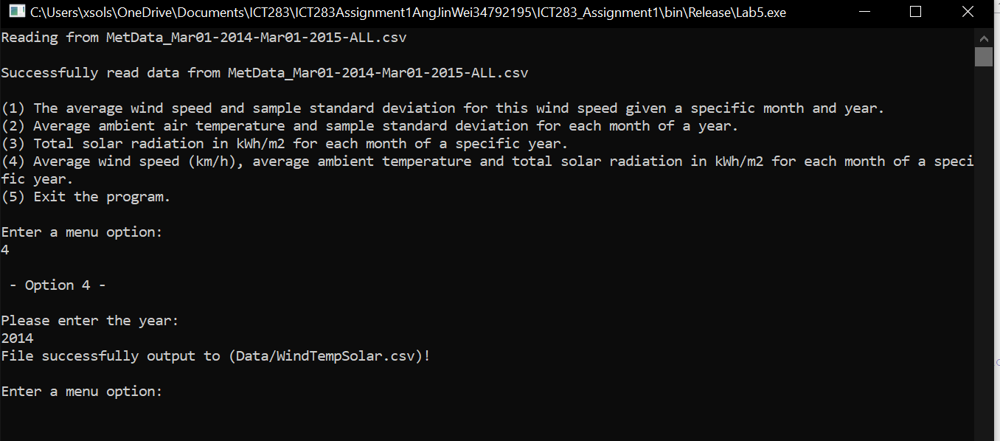 C:\Users\xsols\OneDrive\Documents\ICT283\ICT283Assignment1AngJinWei34792195\ICT283_Assignment1\bin\Release\Lab5.exe
Reading from MetData_Mar01-2014-Mar01-2015-ALL.csv
Successfully read data from MetData_Mar01-2014-Mar01-2015-ALL.csv
(1) The average wind speed and sample standard deviation for this wind speed given a specific month and year.
(2) Average ambient air temperature and sample standard deviation for each month of a year.
(3) Total solar radiation in kWh/m2 for each month of a specific year.
(4) Average wind speed (km/h), average ambient temperature and total solar radiation in kWh/m2 for each month of a speci
fic year.
(5) Exit the program.
Enter a menu option:
4
- Option 4 -
Please enter the year:
2014
File successfully output to (Data/WindTempSolar.csv)!
Enter a menu option: